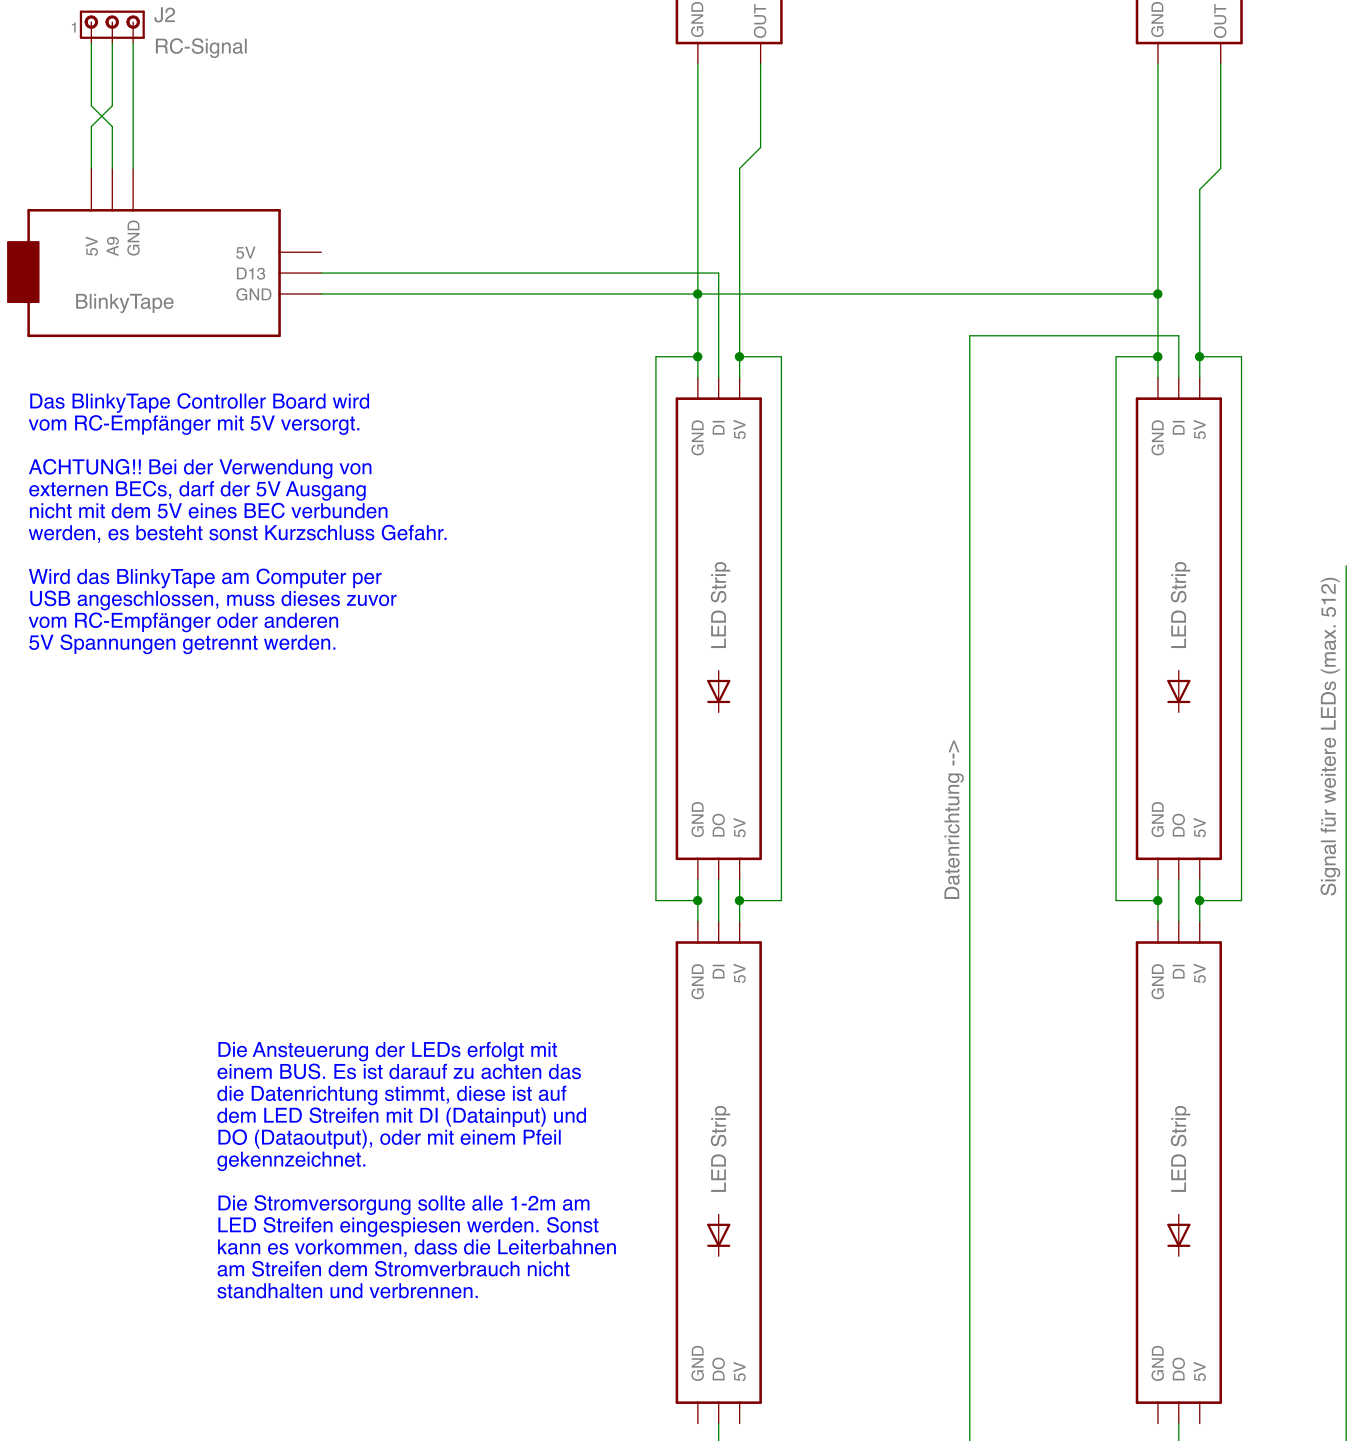 J2
1
RC-Signal
GND
OUT
GND
OUT
5V
A9
GND
5V
D13
GND
BlinkyTape
Das BlinkyTape Controller Board wird
vom RC-Empfänger mit 5V versorgt.
ACHTUNG!! Bei der Verwendung von
externen BECs, darf der 5V Ausgang
nicht mit dem 5V eines BEC verbunden
werden, es besteht sonst Kurzschluss Gefahr.
Wird das BlinkyTape am Computer per
USB angeschlossen, muss dieses zuvor
vom RC-Empfänger oder anderen
5V Spannungen getrennt werden.
GND
DI
5V
LED Strip
GND
DO
5V
GND
DI
5V
LED Strip
GND
DO
5V
Datenrichtung -->
Signal für weitere LEDs (max. 512)
Die Ansteuerung der LEDs erfolgt mit
einem BUS. Es ist darauf zu achten das
die Datenrichtung stimmt, diese ist auf
dem LED Streifen mit DI (Datainput) und
DO (Dataoutput), oder mit einem Pfeil
gekennzeichnet.
Die Stromversorgung sollte alle 1-2m am
LED Streifen eingespiesen werden. Sonst
kann es vorkommen, dass die Leiterbahnen
am Streifen dem Stromverbrauch nicht
standhalten und verbrennen.
GND
DI
5V
LED Strip
GND
DO
5V
GND
DI
5V
LED Strip
GND
DO
5V